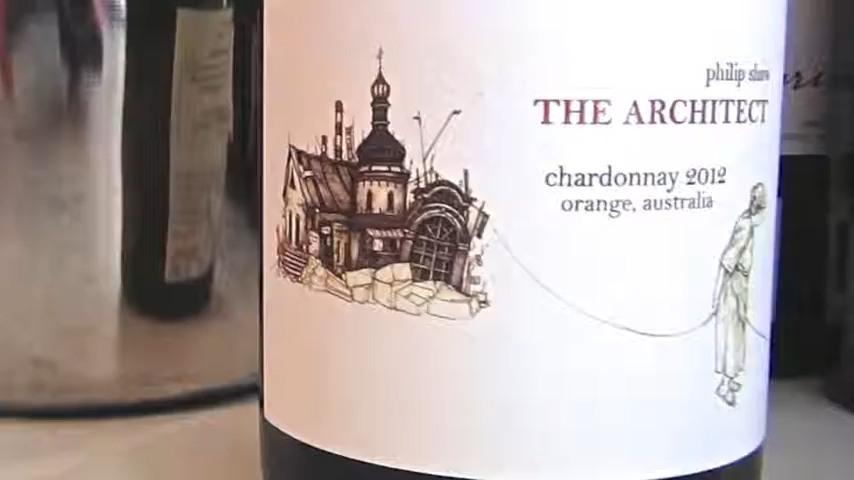 philip shaw
THE ARCHITECT
chardonnay 2012
orange, australia